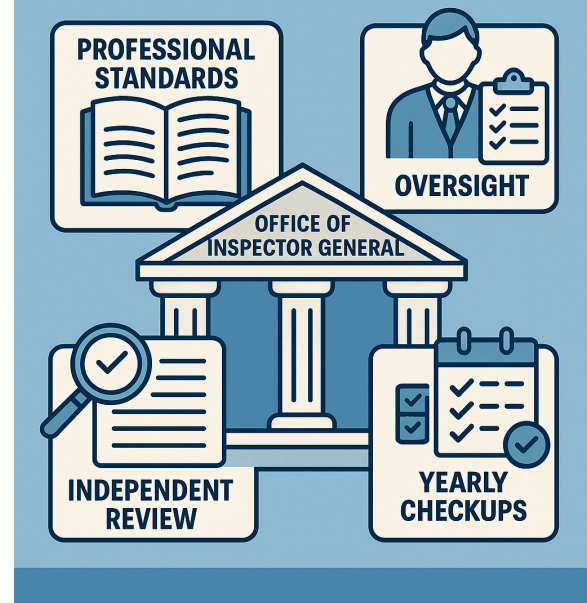 PROFESSIONAL
STANDARDS
OVERSIGHT
OFFICE OF
INSPECTOR GENERAL
INDEPENDENT
REVIEW
YEARLY
CHECKUPS